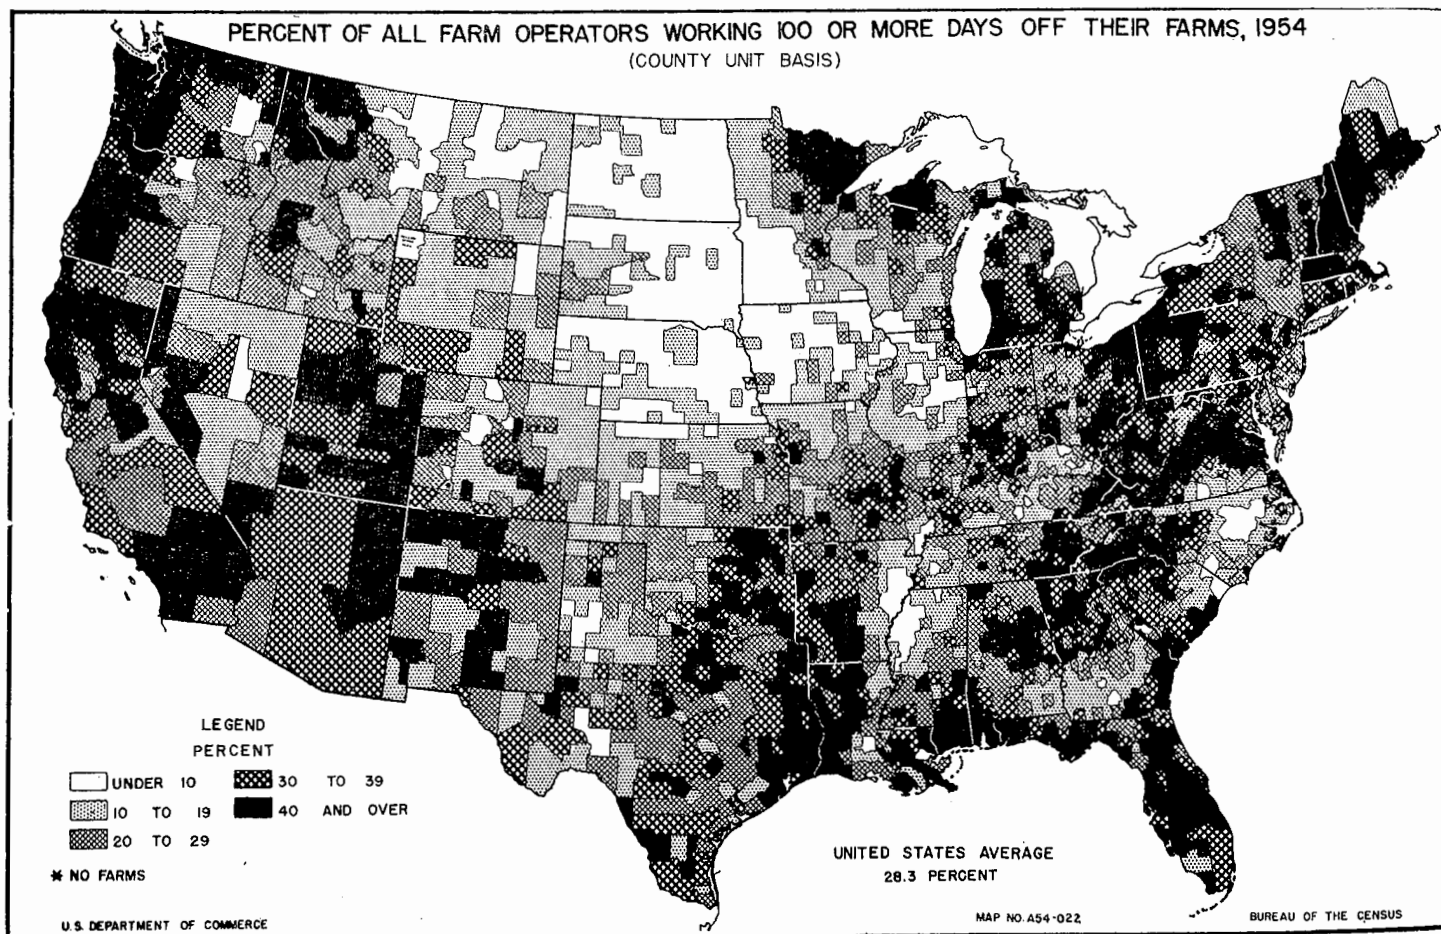 PERCENT OF ALL FARM OPERATORS WORKING 100 OR MORE DAYS OFF THEIR FARMS, 1954
(COUNTY UNIT BASIS)
LEGEND
PERCENT
UNDER 10
10 TO 19
20 TO 29
30 TO 39
40 AND OVER
* NO FARMS
UNITED STATES AVERAGE
28.3 PERCENT
U.S. DEPARTMENT OF COMMERCE
MAP NO. A54-022
BUREAU OF THE CENSUS